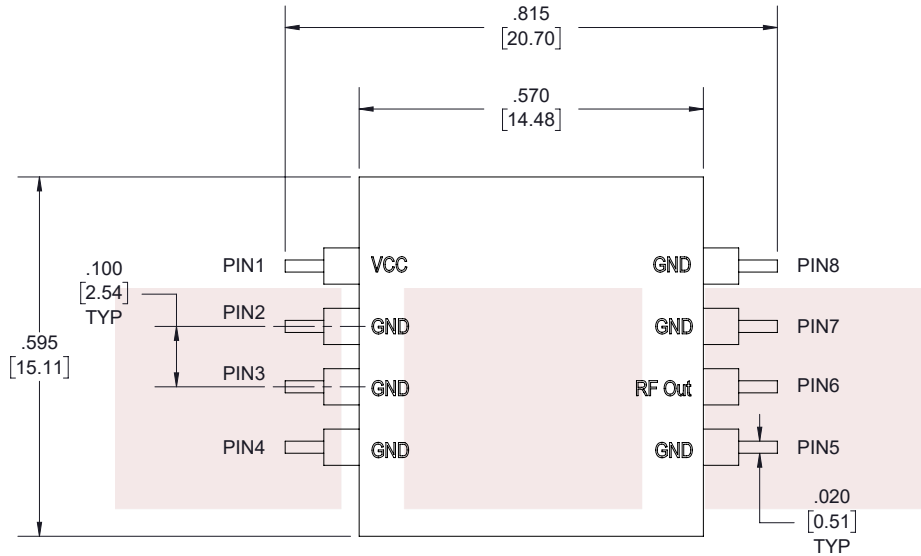 .815
[20.70]
.570
[14.48]
PIN1
VCC
GND
PIN8
.100
[2.54]
TYP
PIN2
GND
GND
PIN7
.595
[15.11]
PIN3
GND
RF Out
PIN6
PIN4
GND
GND
PIN5
.020
[0.51]
TYP